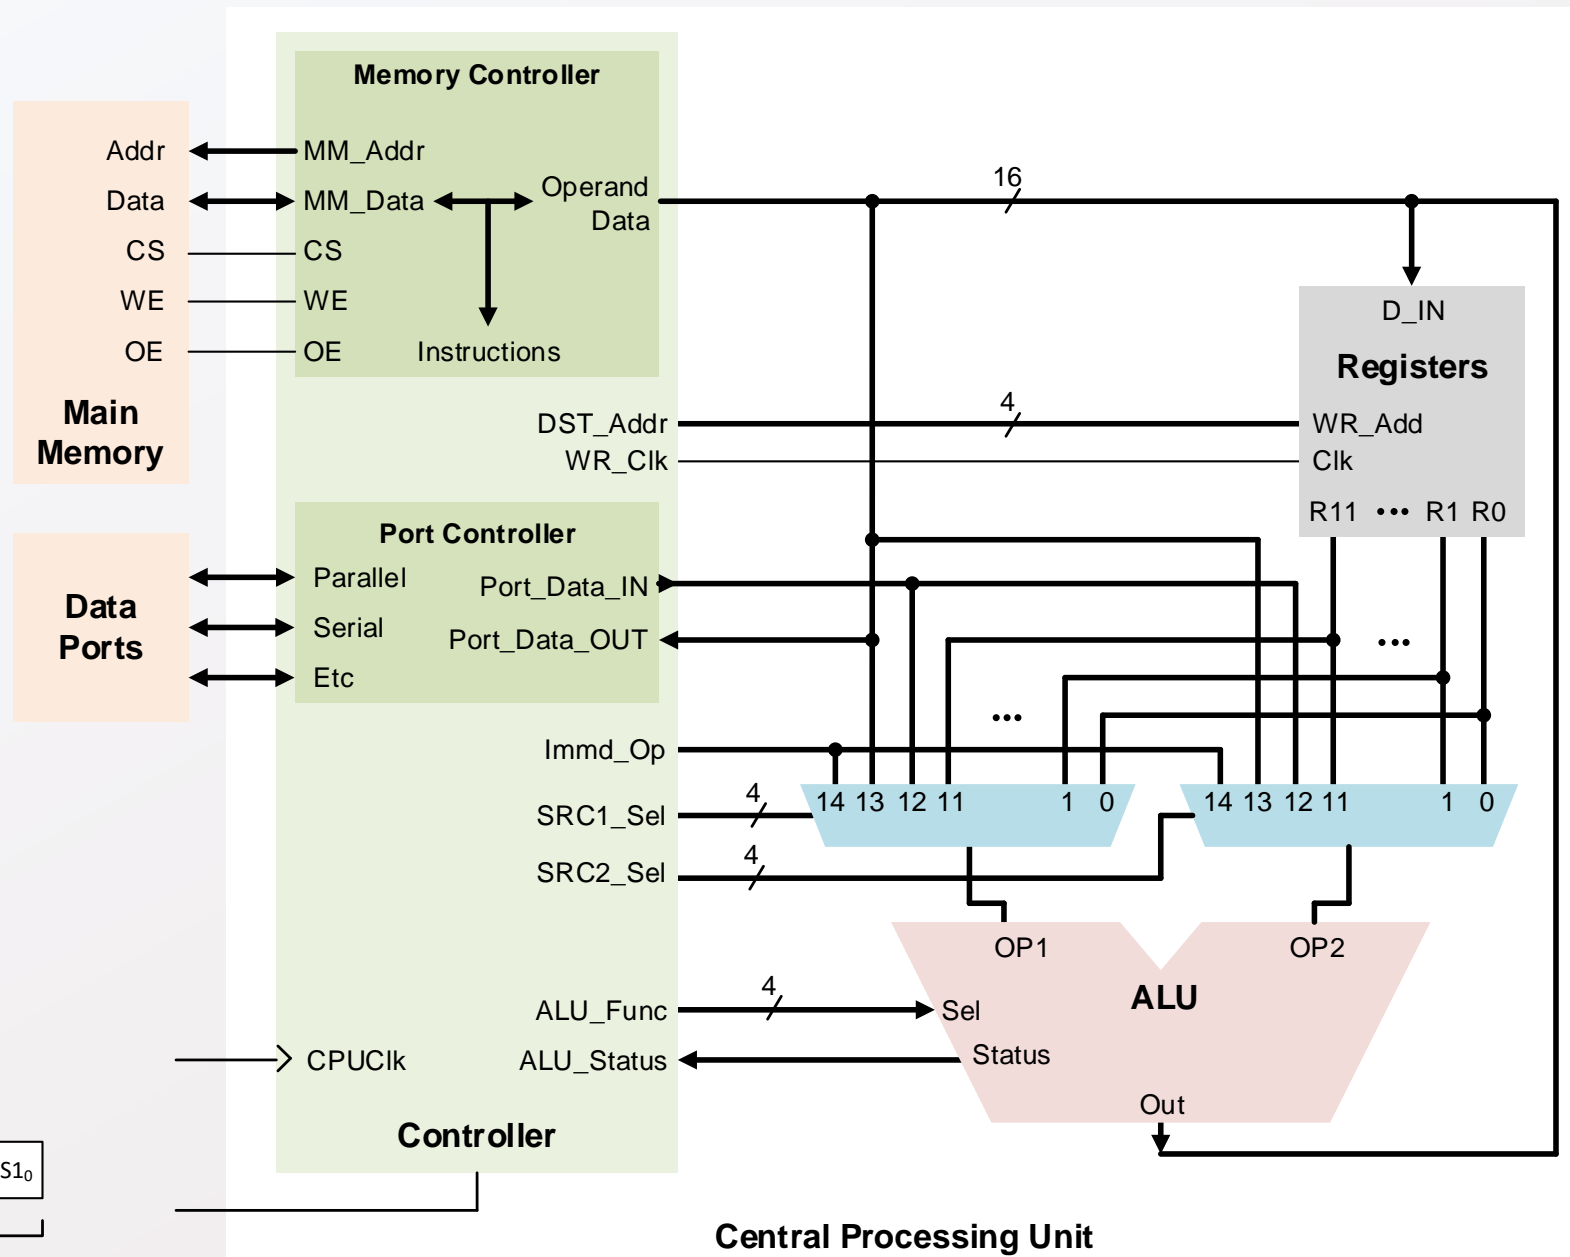 Memory Controller
Addr
MM_Addr
Data
MM_Data
Operand
Data
16
CS
CS
WE
WE
OE
OE
Instructions
Main
Memory
D_IN
Registers
DST_Addr
4
WR_Add
WR_Clk
Clk
R11 ••• R1 R0
Port Controller
Data
Ports
Parallel
Port_Data_IN
Serial
Port_Data_OUT
•••
Etc
•••
Immd_Op
SRC1_Sel
4
14 13 12 11 1 0
14 13 12 11 1 0
SRC2_Sel
4
OP1
OP2
ALU
ALU_Func
4
Sel
CPUClk
ALU_Status
Status
Out
Controller
S1₀
Central Processing Unit